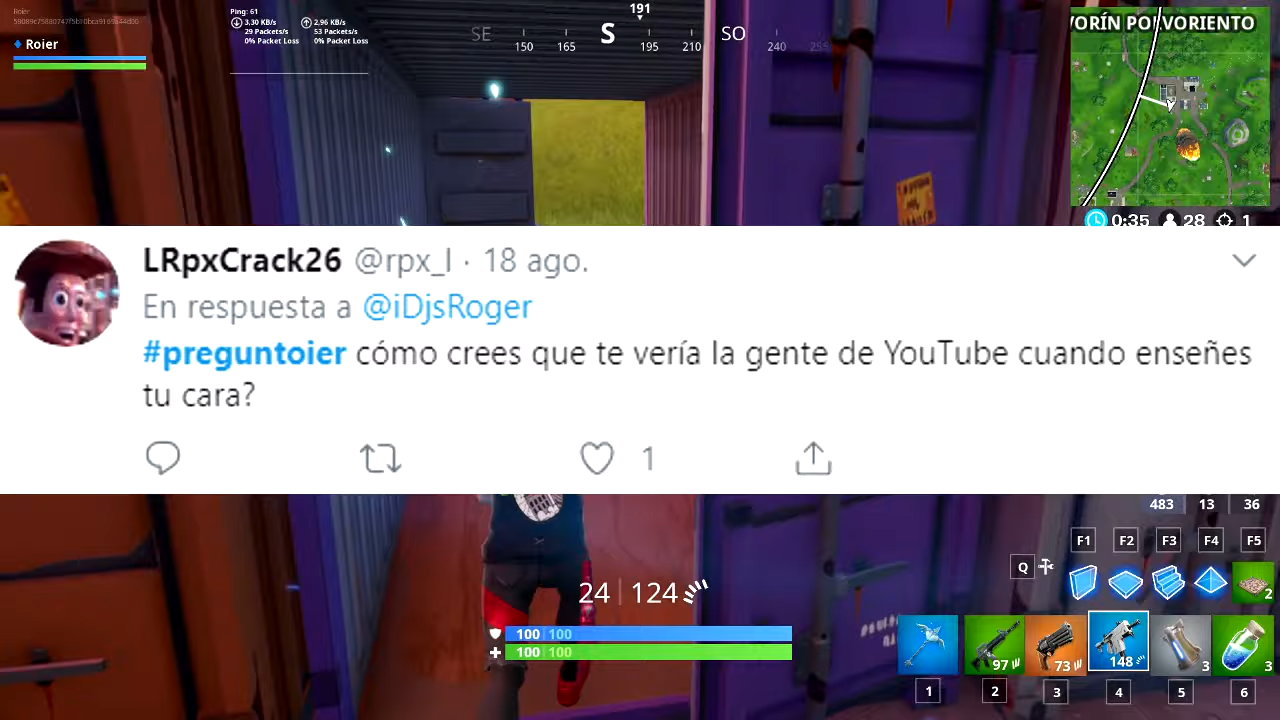 Roier
Roier
Ping: 61
3,30 KB/s 2,96 KB/s
29 Packets/s 53 Packets/s
0% Packet Loss 0% Packet Loss
191
SE 150 165 S 195 210 SO 240 255
VORÍN POLVORIENTO
0:35 28 1
LRpxCrack26 @rpx_l · 18 ago.
En respuesta a @iDjsRoger
#preguntoier cómo crees que te vería la gente de YouTube cuando enseñes
tu cara?
1
483 13 36
F1 F2 F3 F4 F5
Q
2
24 | 124
100 | 100
100 | 100
97 73 148 3 3
1 2 3 4 5 6